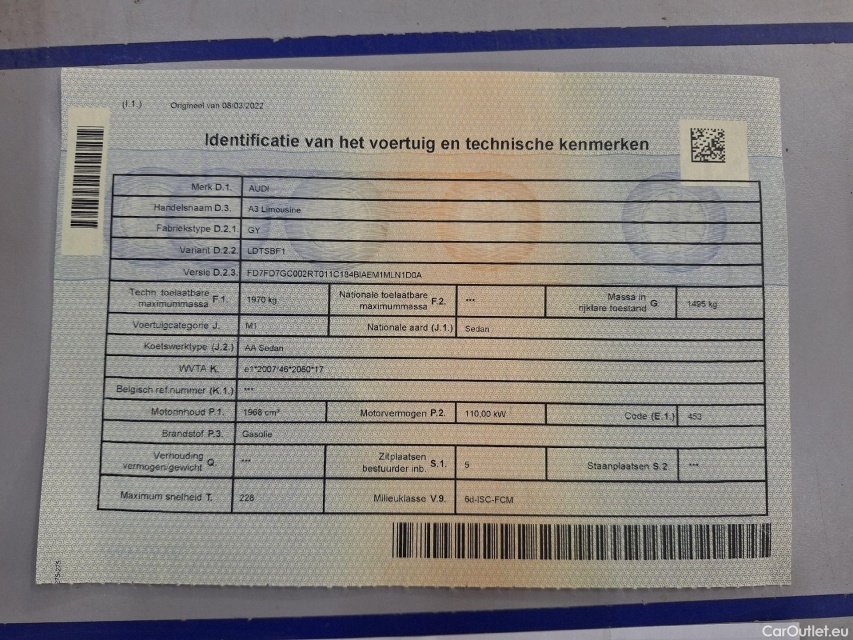 (I.1.) Origineel van 08/03/2022
Identificatie van het voertuig en technische kenmerken
Merk D.1. AUDI
Handelsnaam D.3. A3 Limousine
Fabriekstype D.2.1. GY
Variant D.2.2. LDTSBF1
Versie D.2.3. FD7FD7GC002RT011C184BIAEM1MLN1D0A
Techn. toelaatbare maximummassa F.1. 1970 kg Nationale toelaatbare maximummassa F.2. *** Massa in rijklare toestand G 1495 kg
Voertuigcategorie J. M1 Nationale aard (J.1.) Sedan
Koetswerktype (J.2.) AA Sedan
WVTA K. e1*2007/46*2060*17
Belgisch ref.nummer (K.1.) ***
Motorinhoud P.1. 1968 cm³ Motorvermogen P.2. 110,00 kW Code (E.1.) 453
Brandstof P.3. Gasolie
Verhouding vermogen/gewicht Q *** Zitplaatsen bestuurder inb. S.1. 5 Staanplaatsen S.2. ***
Maximum snelheid T. 228 Milieuklasse V.9. 6d-ISC-FCM
CarOutlet.eu